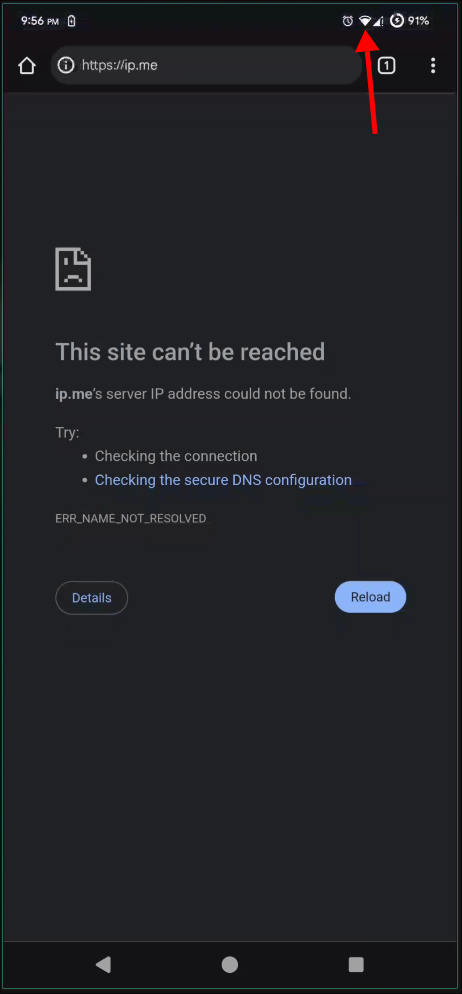 9:56 PM 91%
https://ip.me 1
This site can’t be reached
ip.me’s server IP address could not be found.
Try:
• Checking the connection
• Checking the secure DNS configuration
ERR_NAME_NOT_RESOLVED
Details Reload